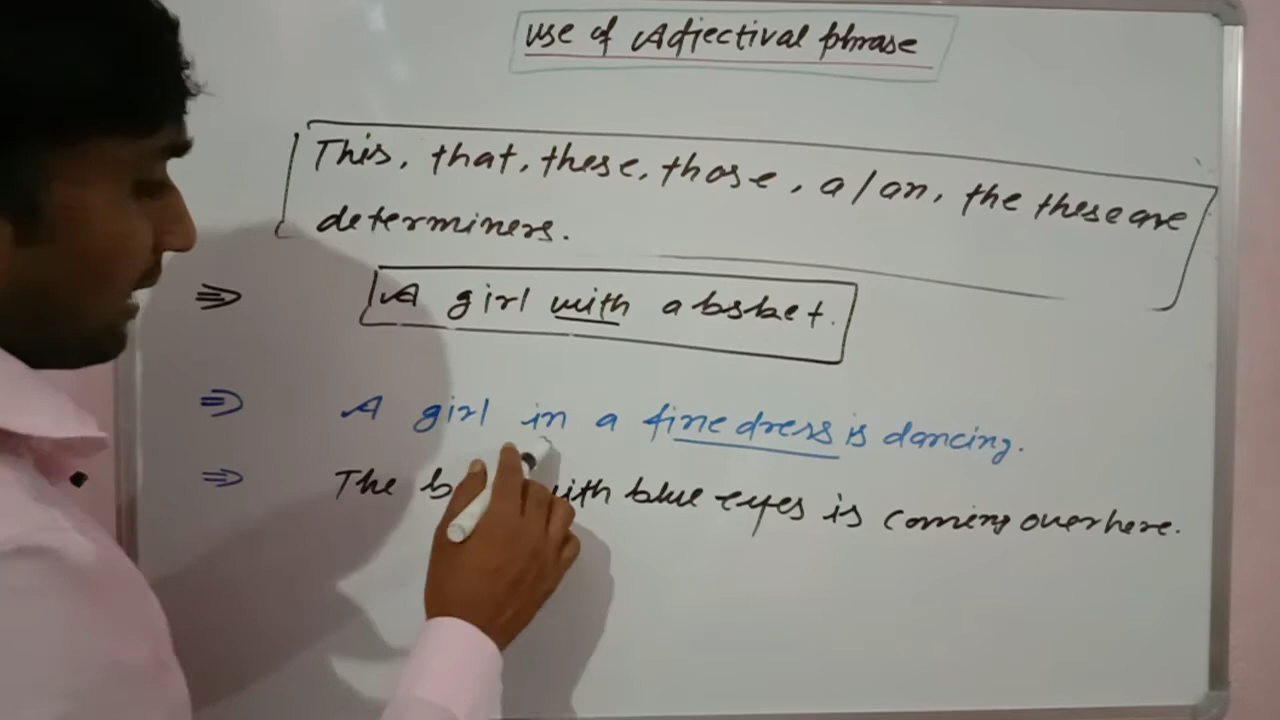 use of Adjectival phrase
This, that, these, those, a/an, the these are
determiners.
⇒ A girl with a bsket.
⇒ A girl in a fine dress is dancing.
⇒ The with blue eyes is coming over here.